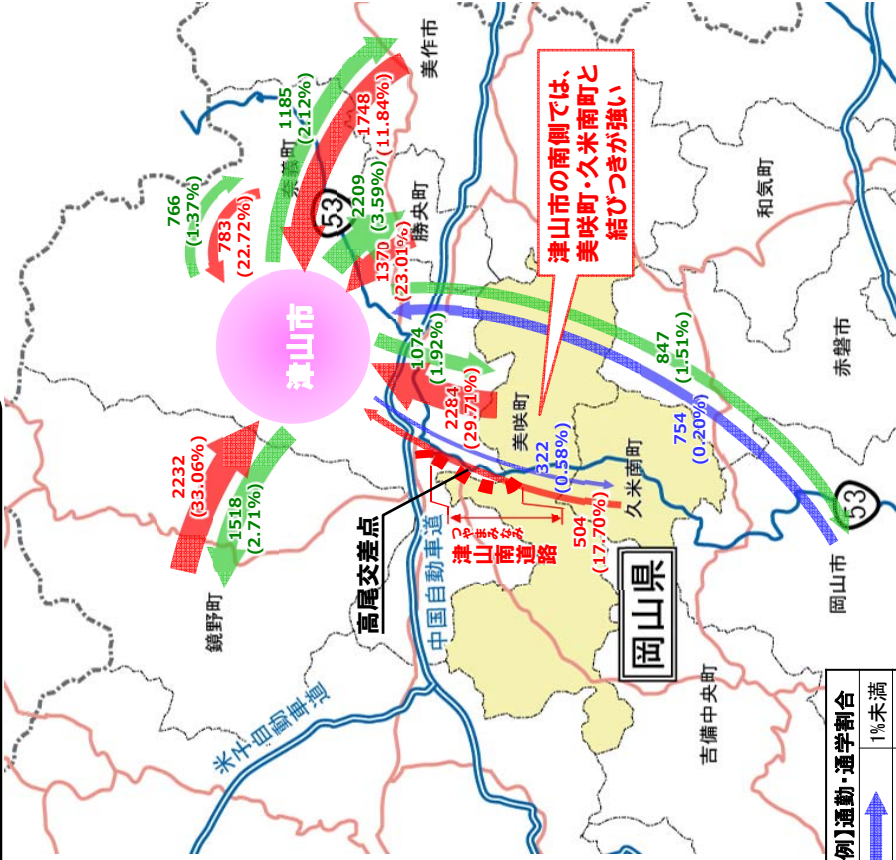 766
(1.37%)
783
(22.72%)
奈義町
1185
(2.12%)
1748
(11.84%)
美作市
53
2209
(3.59%)
勝央町
1370
(23.01%)
津山市
2232
(33.06%)
1518
(2.71%)
鏡野町
津山市の南側では、
美咲町・久米南町と
結びつきが強い
和気町
1074
(1.92%)
2284
(29.71%)
美咲町
847
(1.51%)
754
(0.20%)
赤磐市
高尾交差点
中国自動車道
つやまみなみ
津山南道路
322
(0.58%)
久米南町
504
(17.70%)
岡山県
53
岡山市
米子自動車道
吉備中央町
例】通勤・通学割合
1%未満